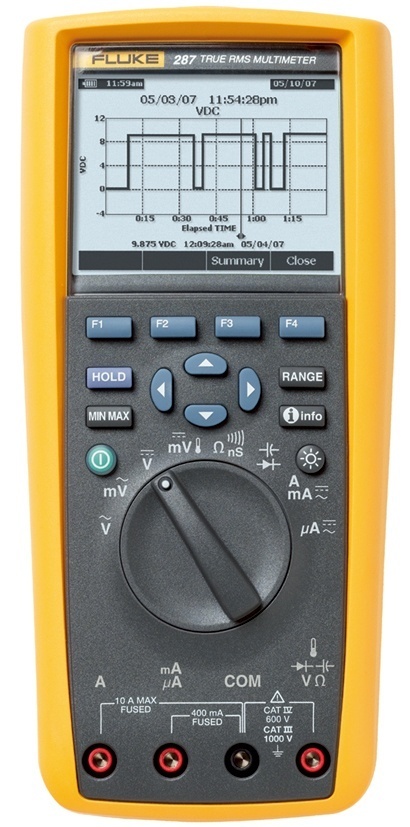 FLUKE 287 TRUE RMS MULTIMETER
11:59am 05/10/07
05/03/07 11:54:28pm
VDC
12
8
VDC
4
0
-4
0:15 0:30 0:45 1:00 1:15
Elapsed TIME
9.875 VDC 12:09:28am 05/04/07
Summary Close
F1 F2 F3 F4
HOLD RANGE
MIN MAX i info
mV Ω nS
V
mV A
mA
V µA
A mA
µA COM V Ω
10 A MAX
FUSED
400 mA
FUSED
CAT IV
600 V
CAT III
1000 V